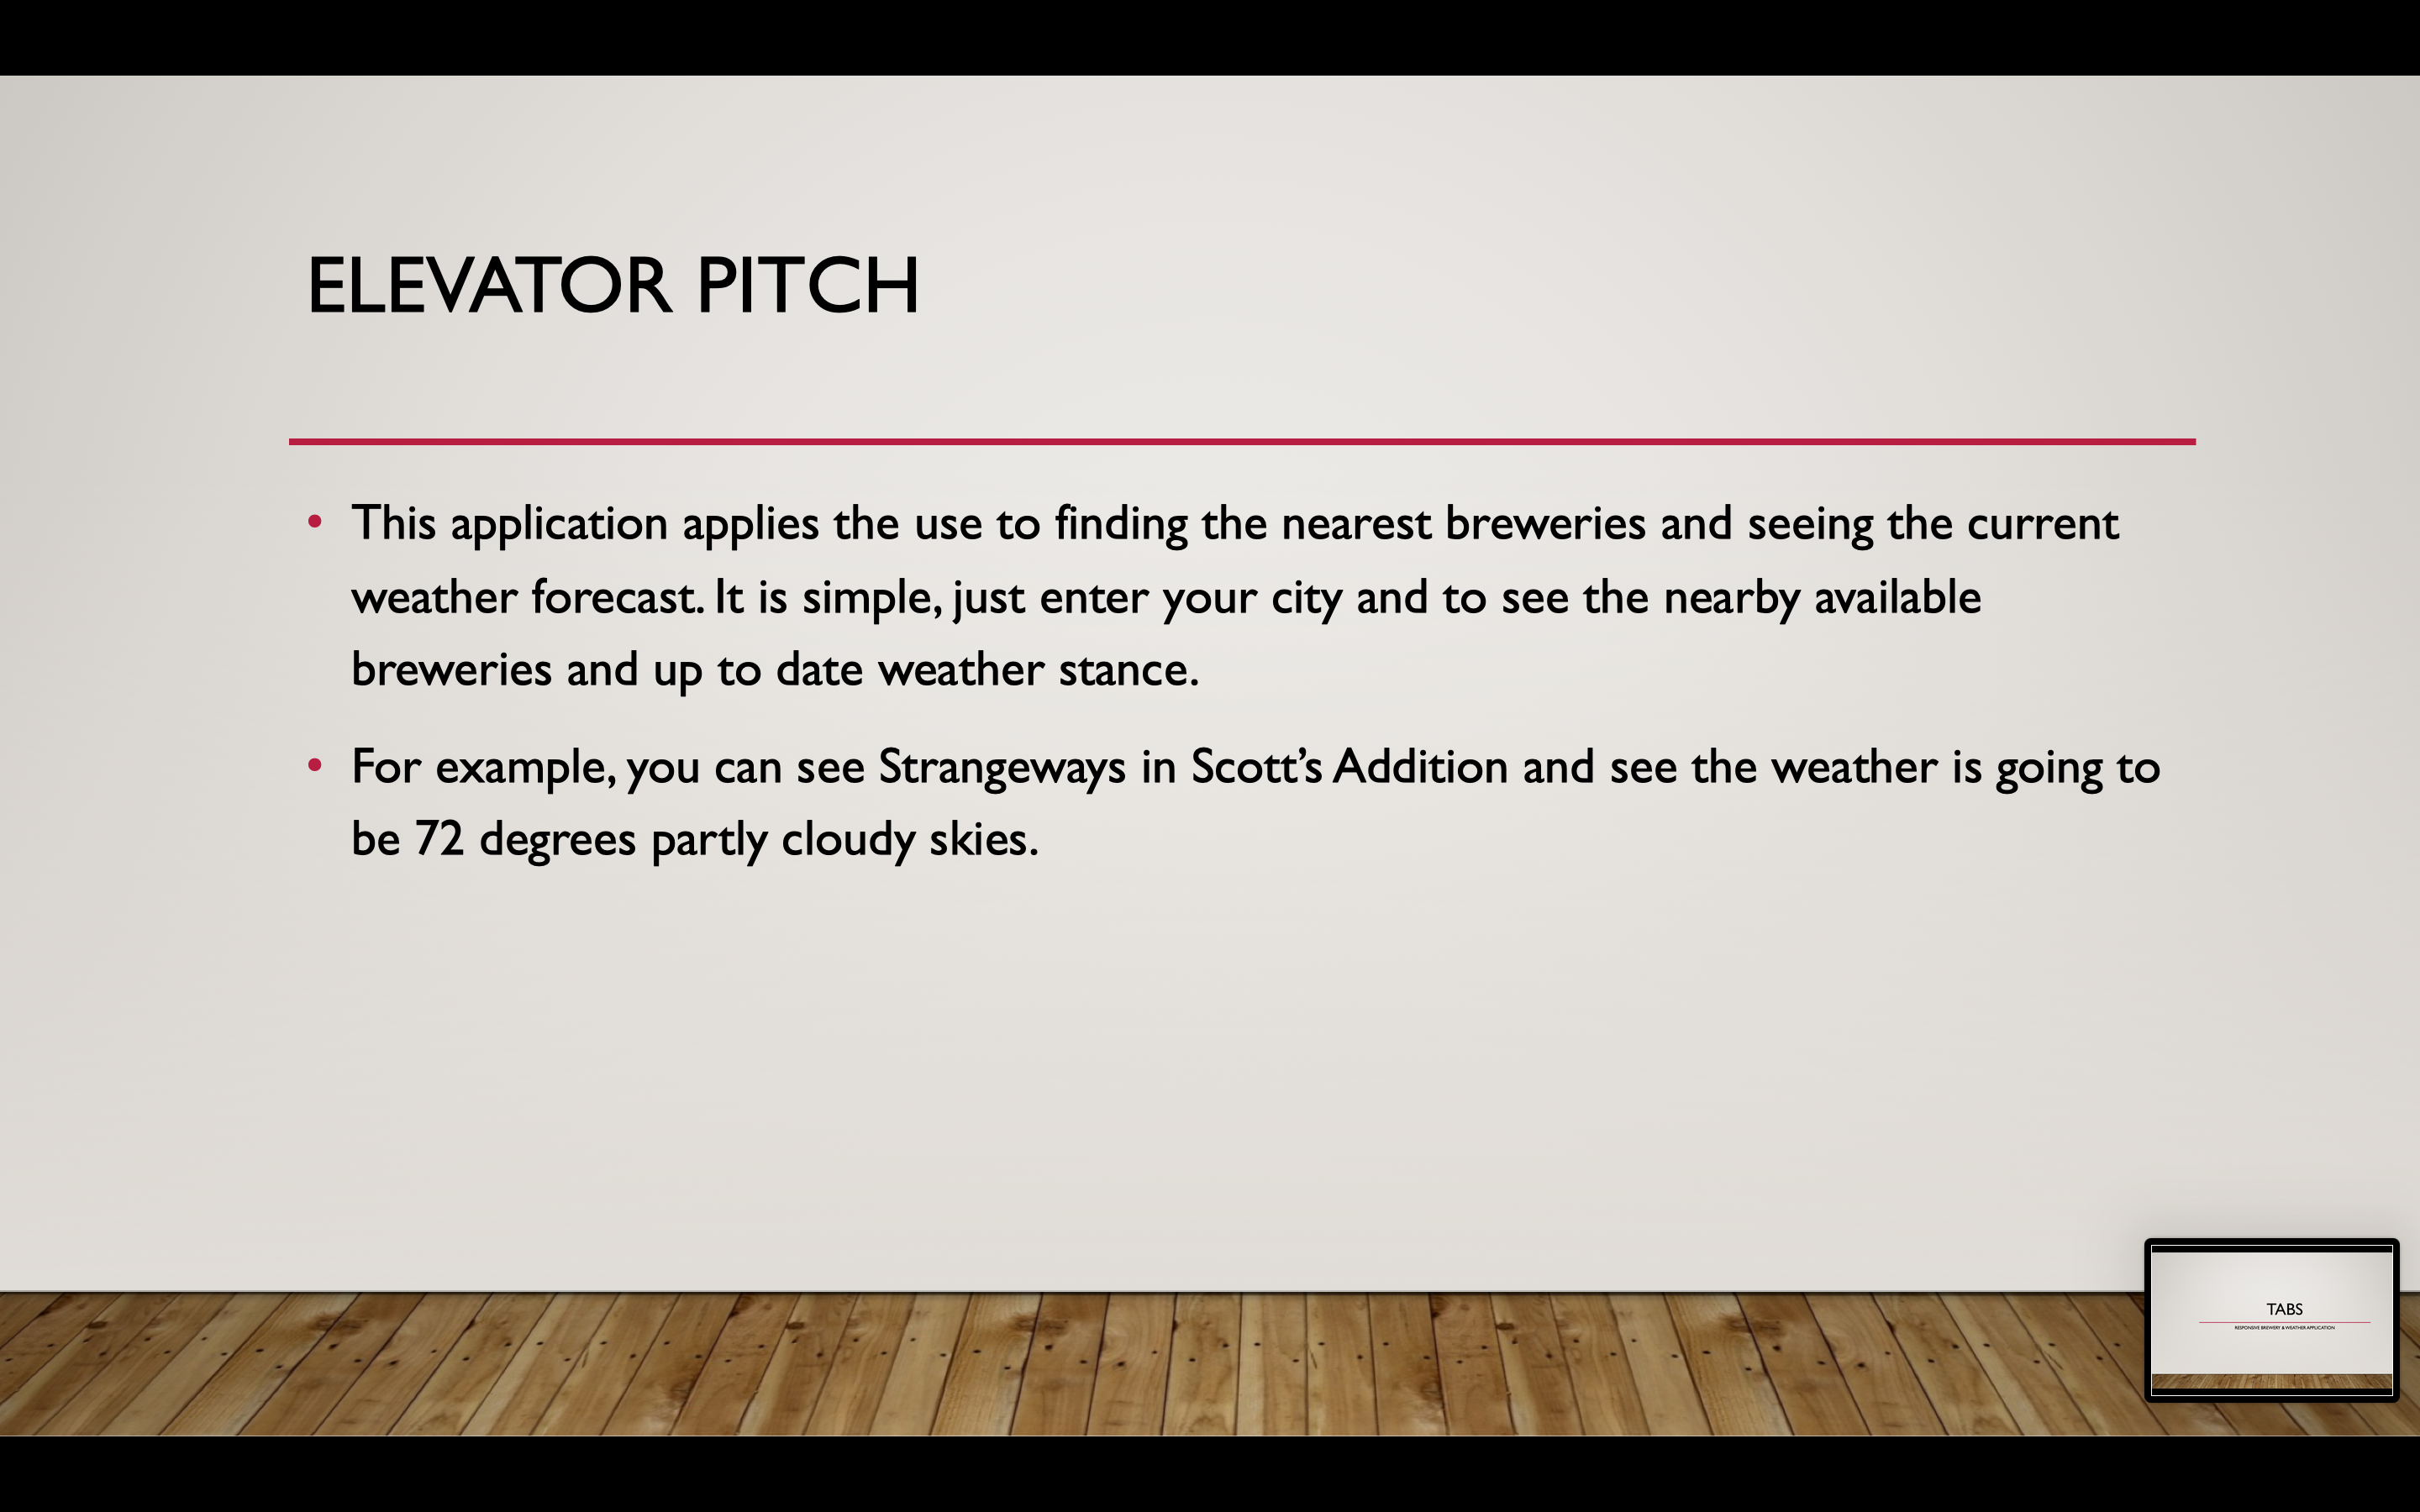 ELEVATOR PITCH
• This application applies the use to finding the nearest breweries and seeing the current
weather forecast. It is simple, just enter your city and to see the nearby available
breweries and up to date weather stance.
• For example, you can see Strangeways in Scott’s Addition and see the weather is going to
be 72 degrees partly cloudy skies.
TABS
RESPONSIVE BREWERY & WEATHER APPLICATION